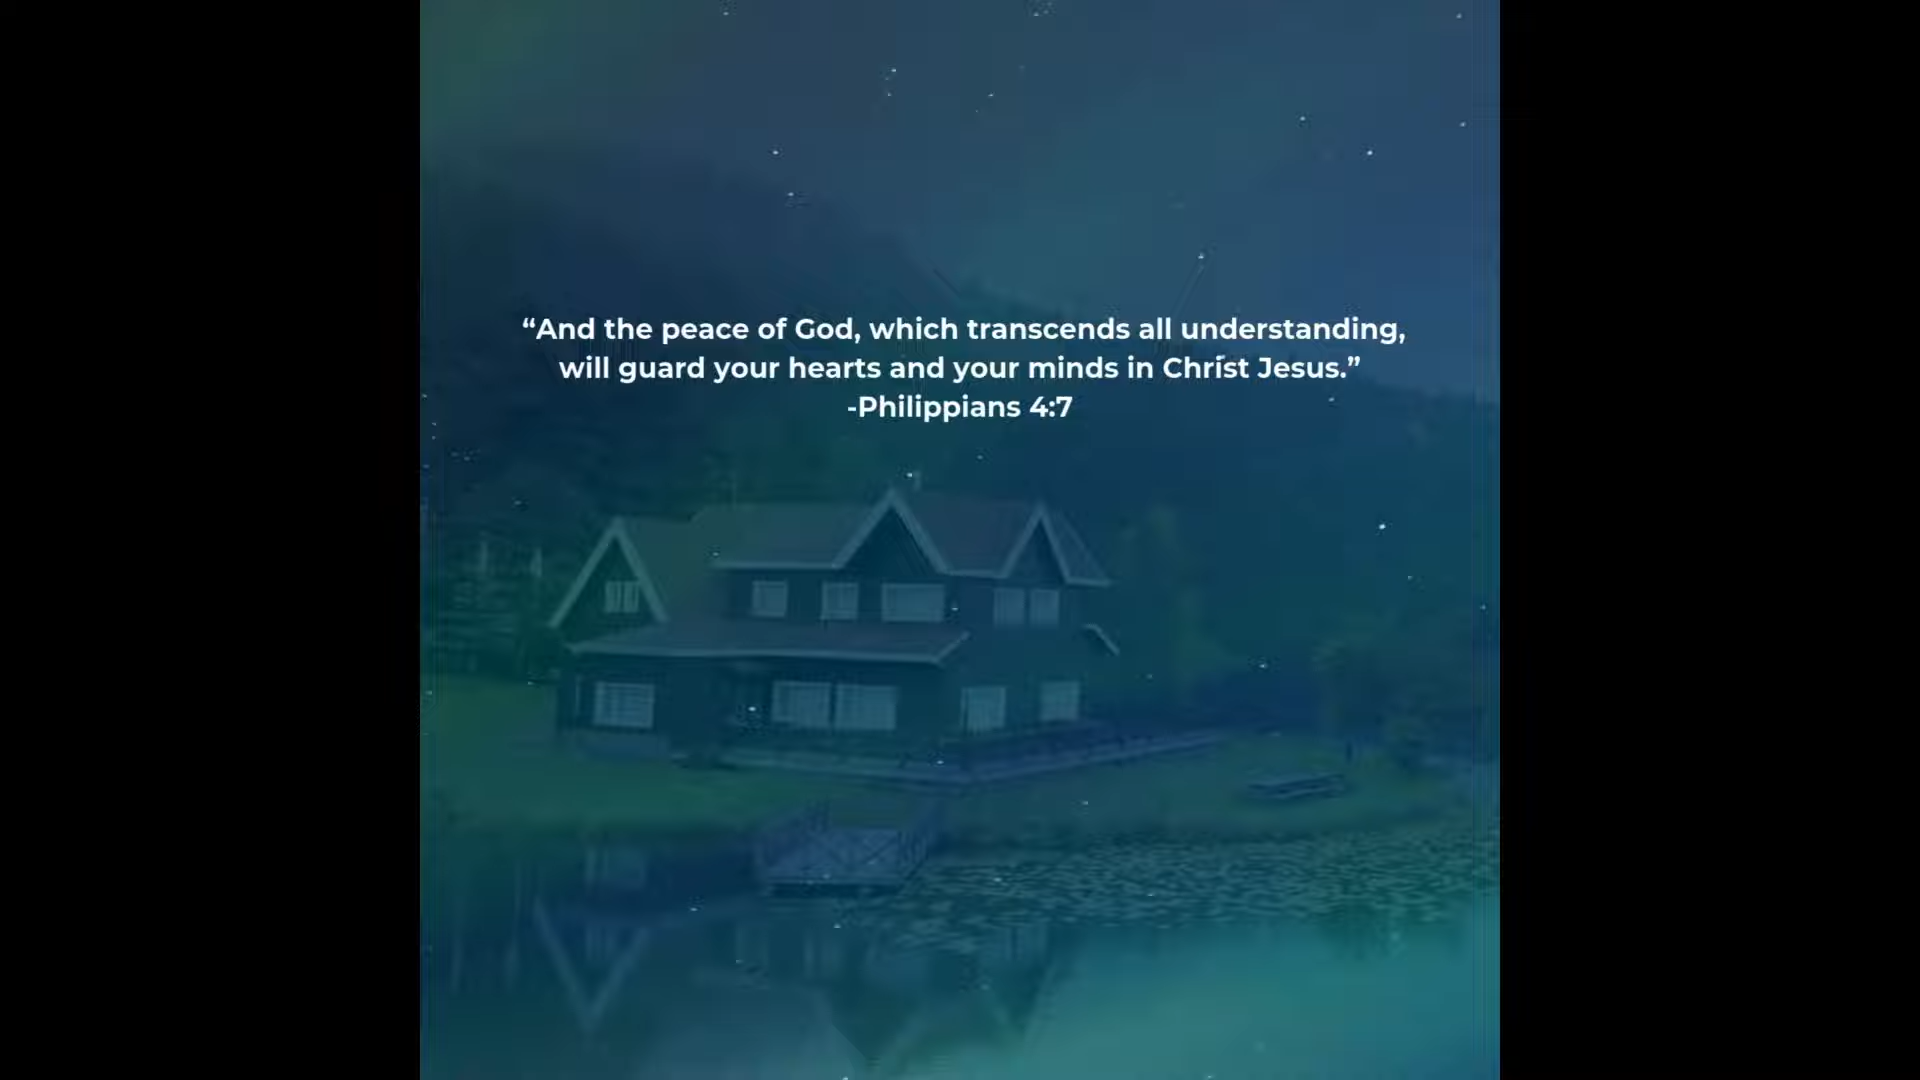 “And the peace of God, which transcends all understanding,
will guard your hearts and your minds in Christ Jesus.”
-Philippians 4:7